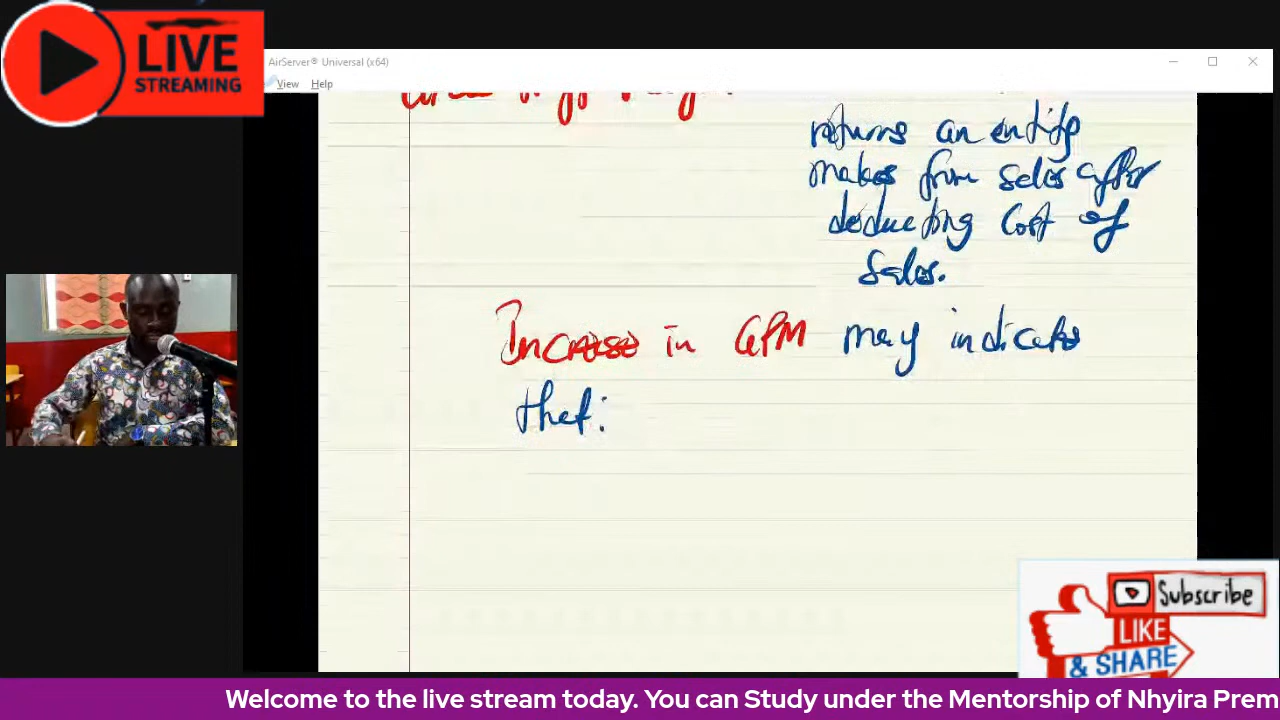 LIVE
STREAMING
AirServer® Universal (x64)
View Help
returns an entity
makes from sales after
deducting Cost of
Sales.
Increase in GPM may indicate
that:
Subscribe
LIKE
& SHARE
Welcome to the live stream today. You can Study under the Mentorship of Nhyira Prem